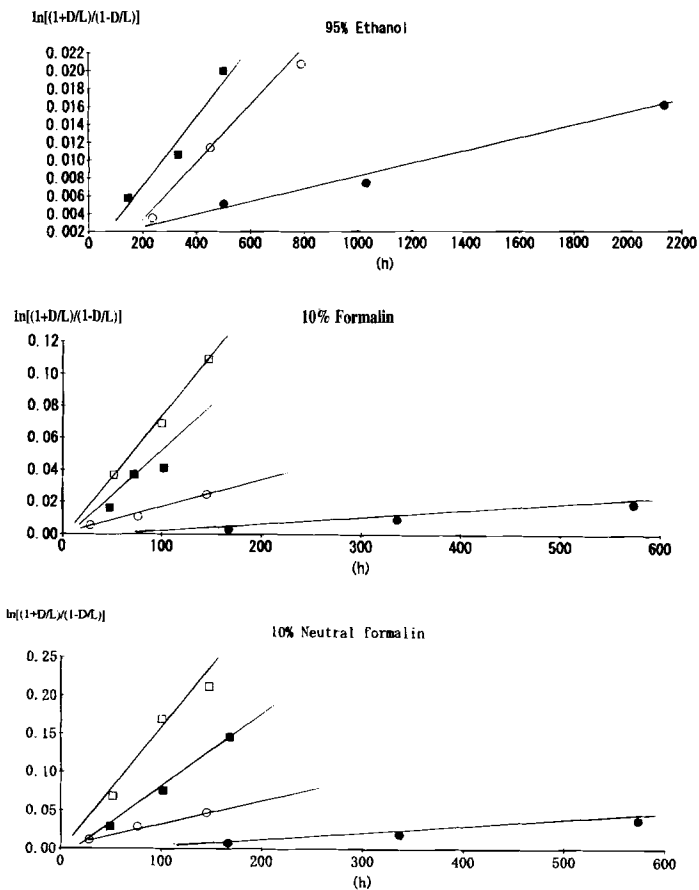 ln[(1+D/L)/(1-D/L)]
95% Ethanol
0.022
0.020
0.018
0.016
0.014
0.012
0.010
0.008
0.006
0.004
0.002
0 200 400 600 800 1000 1200 1400 1600 1800 2000 2200
(h)
ln[(1+D/L)/(1-D/L)]
10% Formalin
0.12
0.10
0.08
0.06
0.04
0.02
0.00
0 100 200 300 400 500 600
(h)
ln[(1+D/L)/(1-D/L)]
10% Neutral formalin
0.25
0.20
0.15
0.10
0.05
0.00
0 100 200 300 400 500 600
(h)